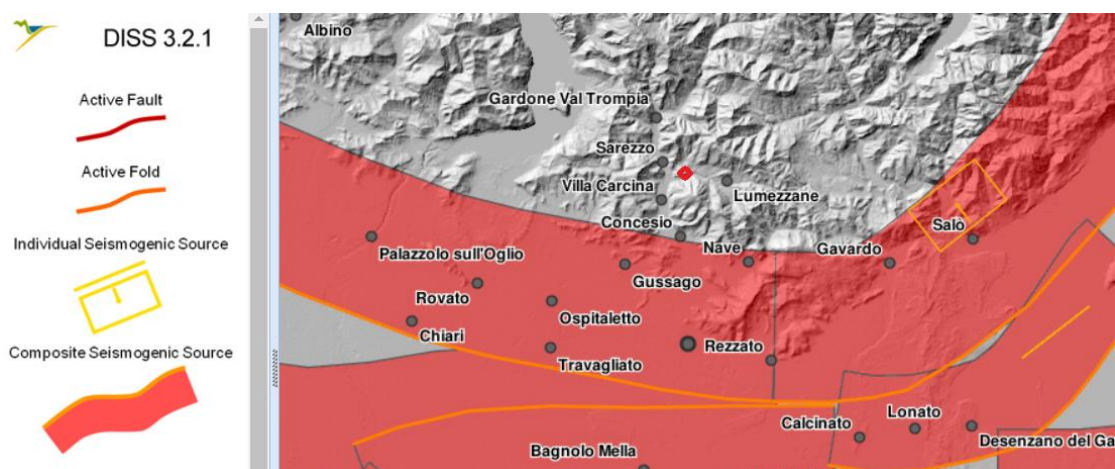 DISS 3.2.1
Active Fault
Active Fold
Individual Seismogenic Source
Composite Seismogenic Source
Albino
Gardone Val Trompia
Sarezzo
Villa Carcina
Lumezzane
Concesio
Nave
Gavardo
Salò
Palazzolo sull'Oglio
Gussago
Rovato
Ospitaletto
Chiari
Travagliato
Rezzato
Calcinato
Lonato
Bagnolo Mella
Desenzano del Ga